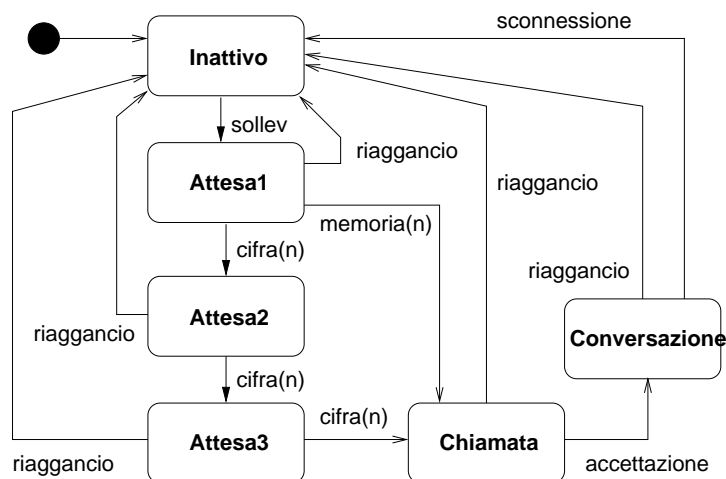 sconnessione
Inattivo
sollev
riaggancio
Attesa1
riaggancio
memoria(n)
cifra(n)
riaggancio
Attesa2
riaggancio
Conversazione
cifra(n)
cifra(n)
Attesa3
Chiamata
riaggancio
accettazione